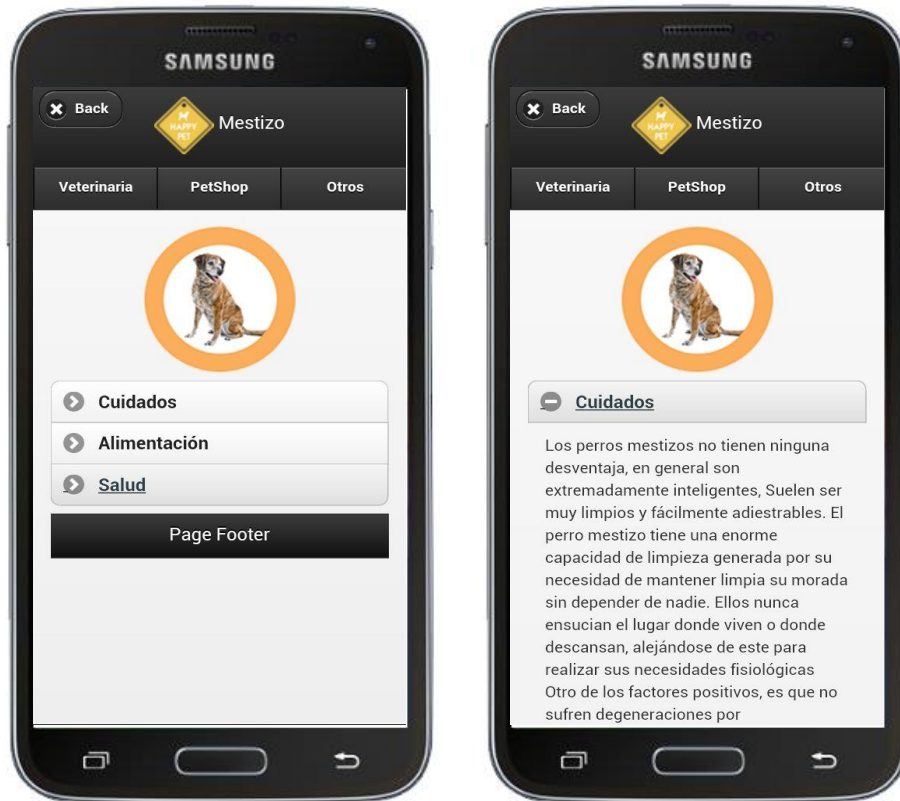 SAMSUNG
Back
HAPPY
PET
Mestizo
Veterinaria PetShop Otros
Cuidados
Alimentación
Salud
Page Footer
SAMSUNG
Back
HAPPY
PET
Mestizo
Veterinaria PetShop Otros
Cuidados
Los perros mestizos no tienen ninguna
desventaja, en general son
extremadamente inteligentes, Suelen ser
muy limpios y fácilmente adiestrables. El
perro mestizo tiene una enorme
capacidad de limpieza generada por su
necesidad de mantener limpia su morada
sin depender de nadie. Ellos nunca
ensucian el lugar donde viven o donde
descansan, alejándose de este para
realizar sus necesidades fisiológicas
Otro de los factores positivos, es que no
sufren degeneraciones por